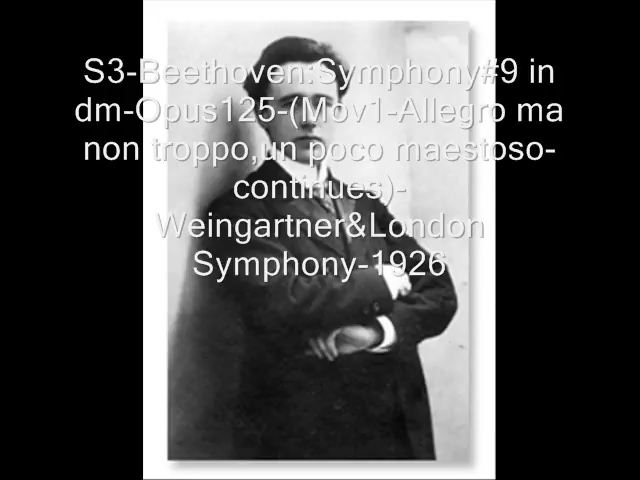 S3-Beethoven:Symphony#9 in
dm-Opus125-(Mov1-Allegro ma
non troppo,un poco maestoso-
continues)-
Weingartner&London
Symphony-1926